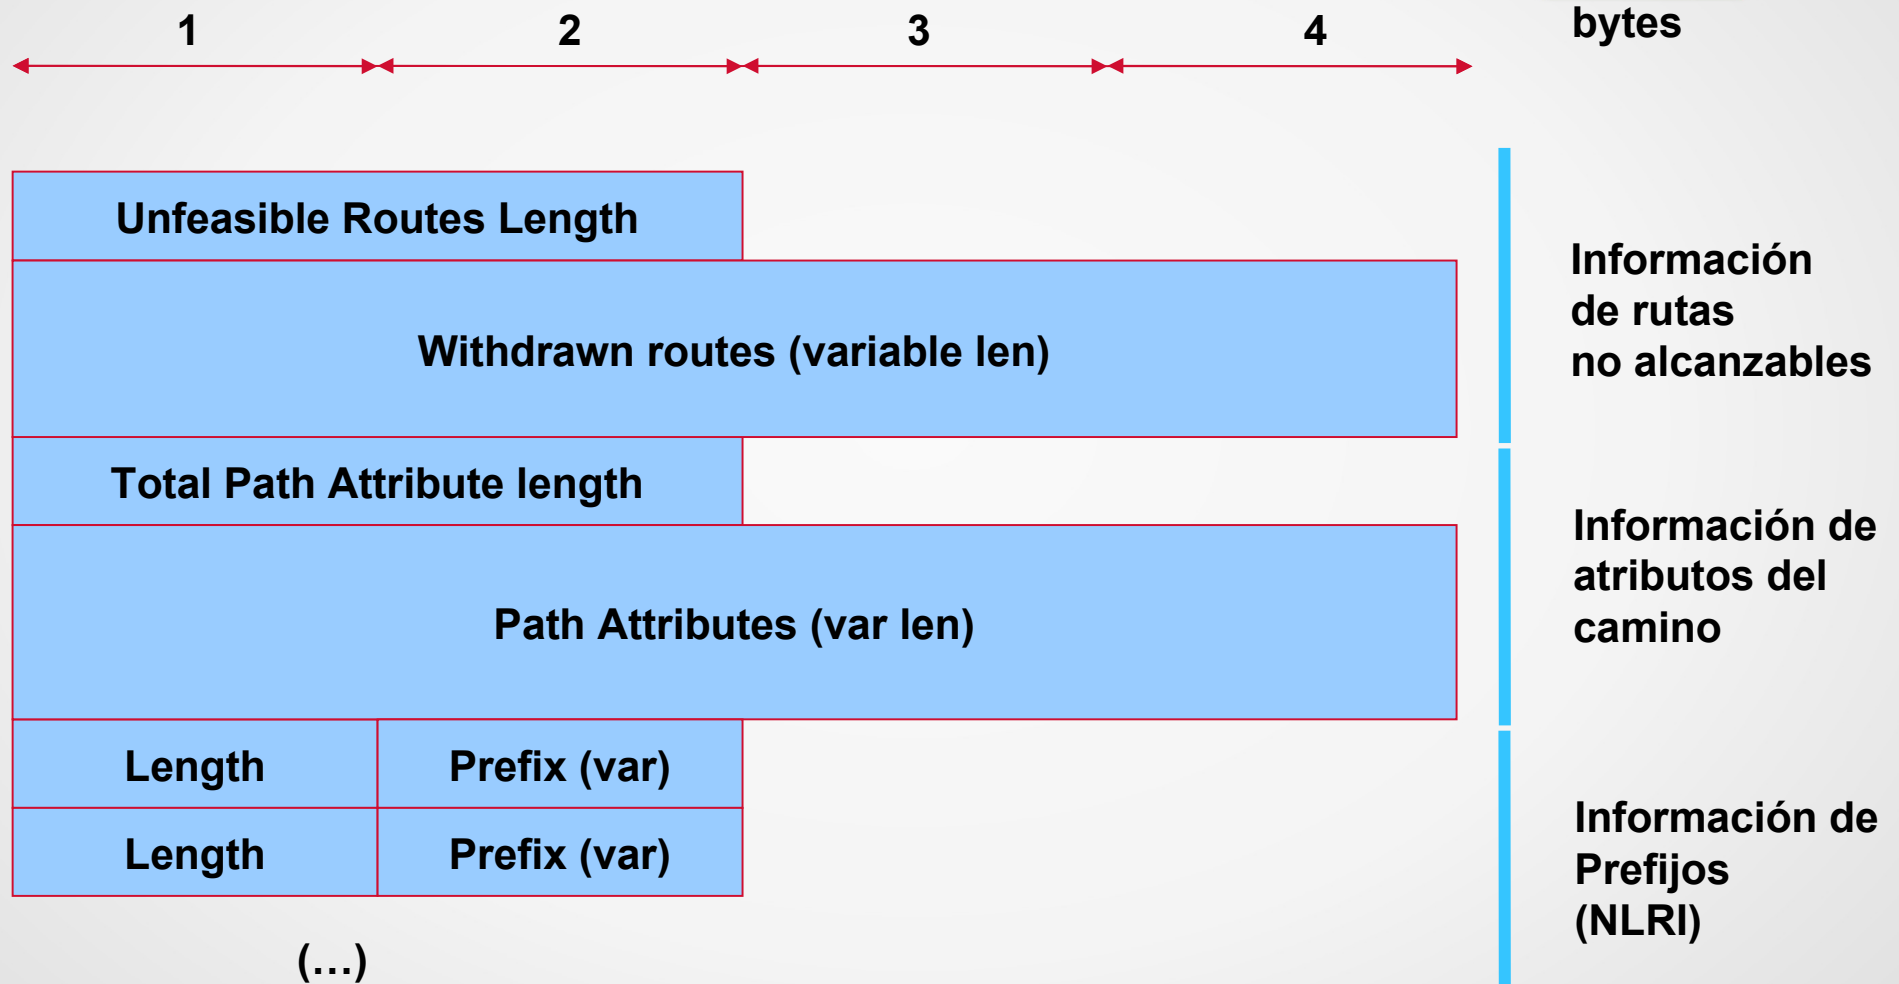 1 2 3 4 bytes
Unfeasible Routes Length
Withdrawn routes (variable len)
Información
de rutas
no alcanzables
Total Path Attribute length
Path Attributes (var len)
Información de
atributos del
camino
Length Prefix (var)
Length Prefix (var)
(...)
Información de
Prefijos
(NLRI)